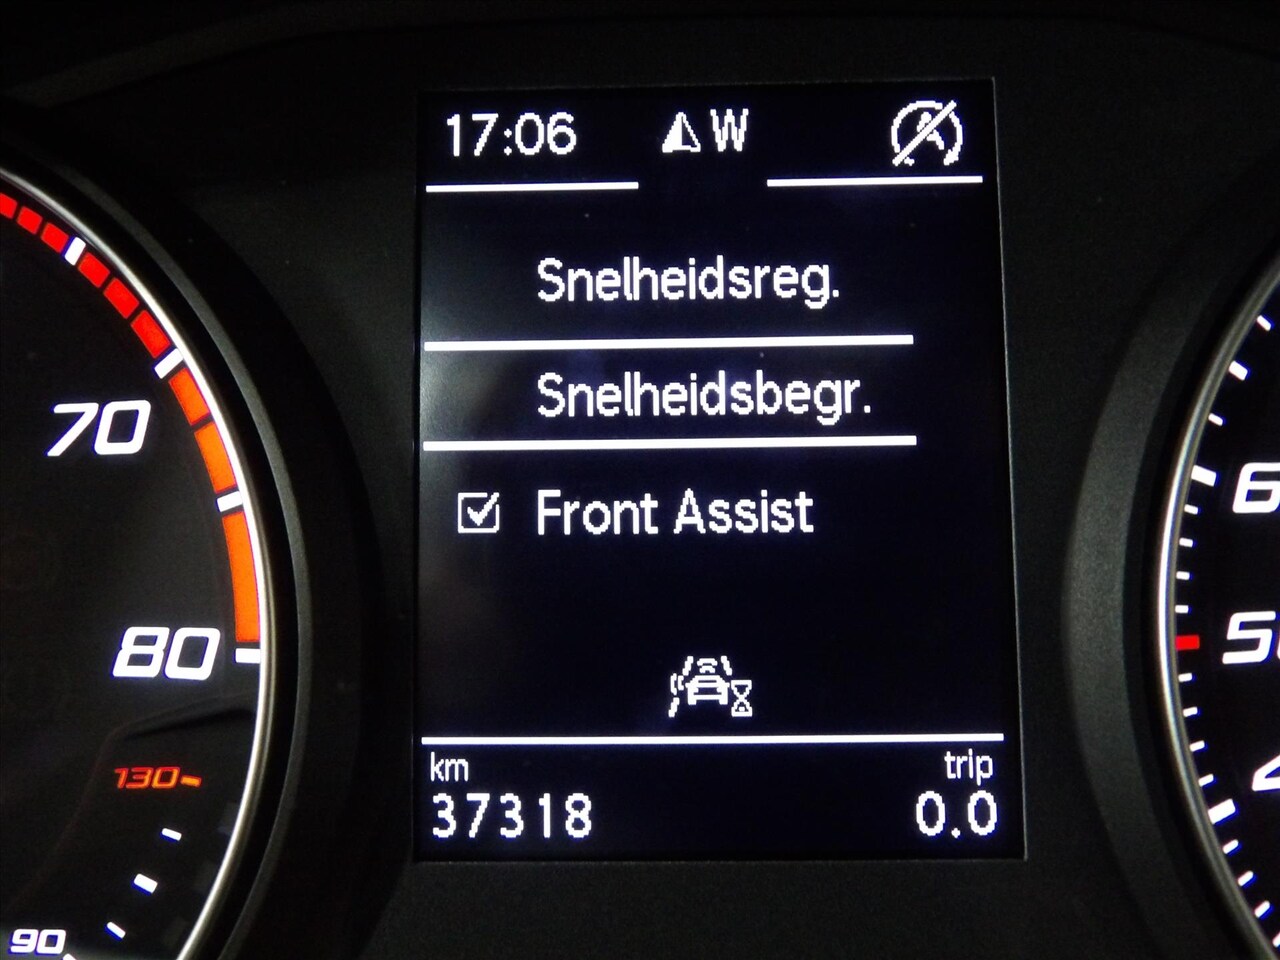 17:06 W
Snelheidsreg.
Snelheidsbegr.
Front Assist
km trip
37318 0.0
70
80
130
90